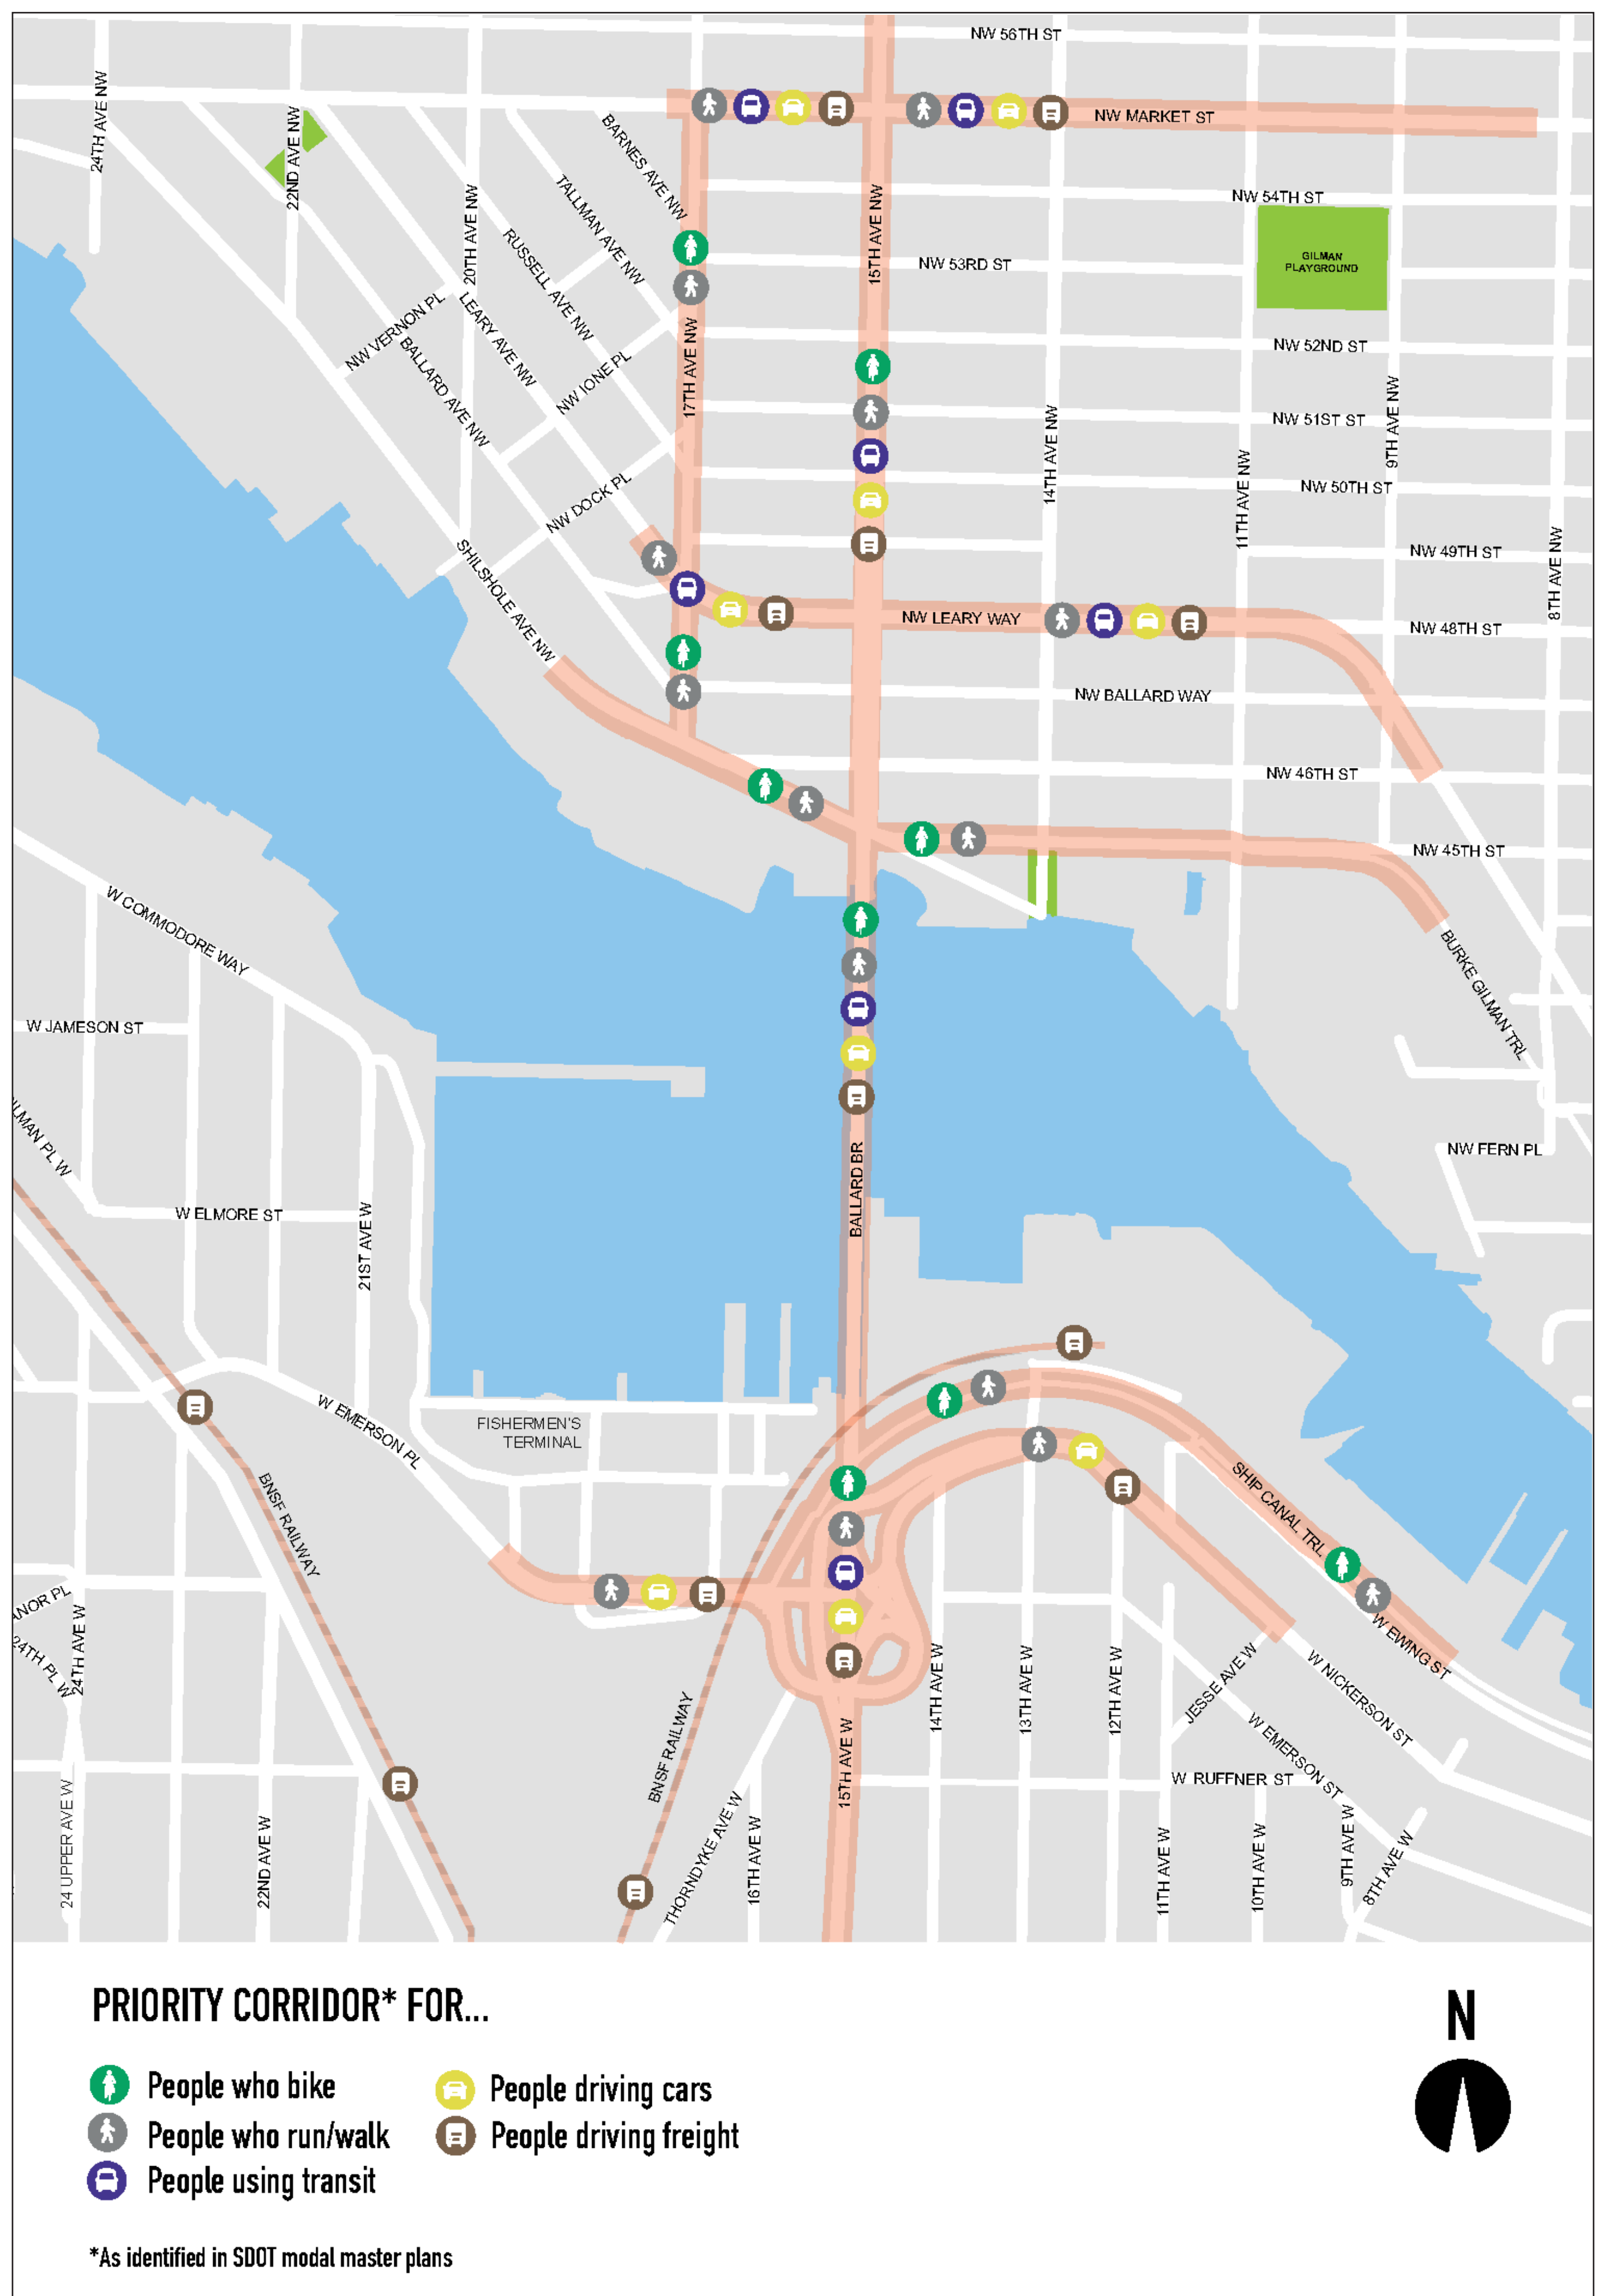 NW 56TH ST
24TH AVE NW
22ND AVE NW
BARNES AVE NW
NW MARKET ST
TALLMAN AVE NW
20TH AVE NW
15TH AVE NW
NW 54TH ST
RUSSELL AVE NW
NW 53RD ST
GILMAN
PLAYGROUND
NW VERNON PL
LEARY AVE NW
17TH AVE NW
NW 52ND ST
BALLARD AVE NW
NW IONE PL
14TH AVE NW
NW 51ST ST
9TH AVE NW
NW DOCK PL
11TH AVE NW
NW 50TH ST
SHILSHOLE AVE NW
NW 49TH ST
8TH AVE NW
NW LEARY WAY
NW 48TH ST
NW BALLARD WAY
NW 46TH ST
NW 45TH ST
W COMMODORE WAY
BURKE GILMAN TRL
W JAMESON ST
ILMAN PL W
BALLARD BR
NW FERN PL
W ELMORE ST
21ST AVE W
W EMERSON PL
FISHERMEN'S
TERMINAL
BNSF RAILWAY
SHIP CANAL TRL
ANOR PL
24TH PL W
24TH AVE W
W EWING ST
BNSF RAILWAY
15TH AVE W
14TH AVE W
13TH AVE W
12TH AVE W
JESSE AVE W
W NICKERSON ST
W EMERSON ST
W RUFFNER ST
24 UPPER AVE W
22ND AVE W
THORNDYKE AVE W
16TH AVE W
11TH AVE W
10TH AVE W
9TH AVE W
8TH AVE W
PRIORITY CORRIDOR* FOR...
N
People who bike
People who run/walk
People using transit
People driving cars
People driving freight
*As identified in SDOT modal master plans